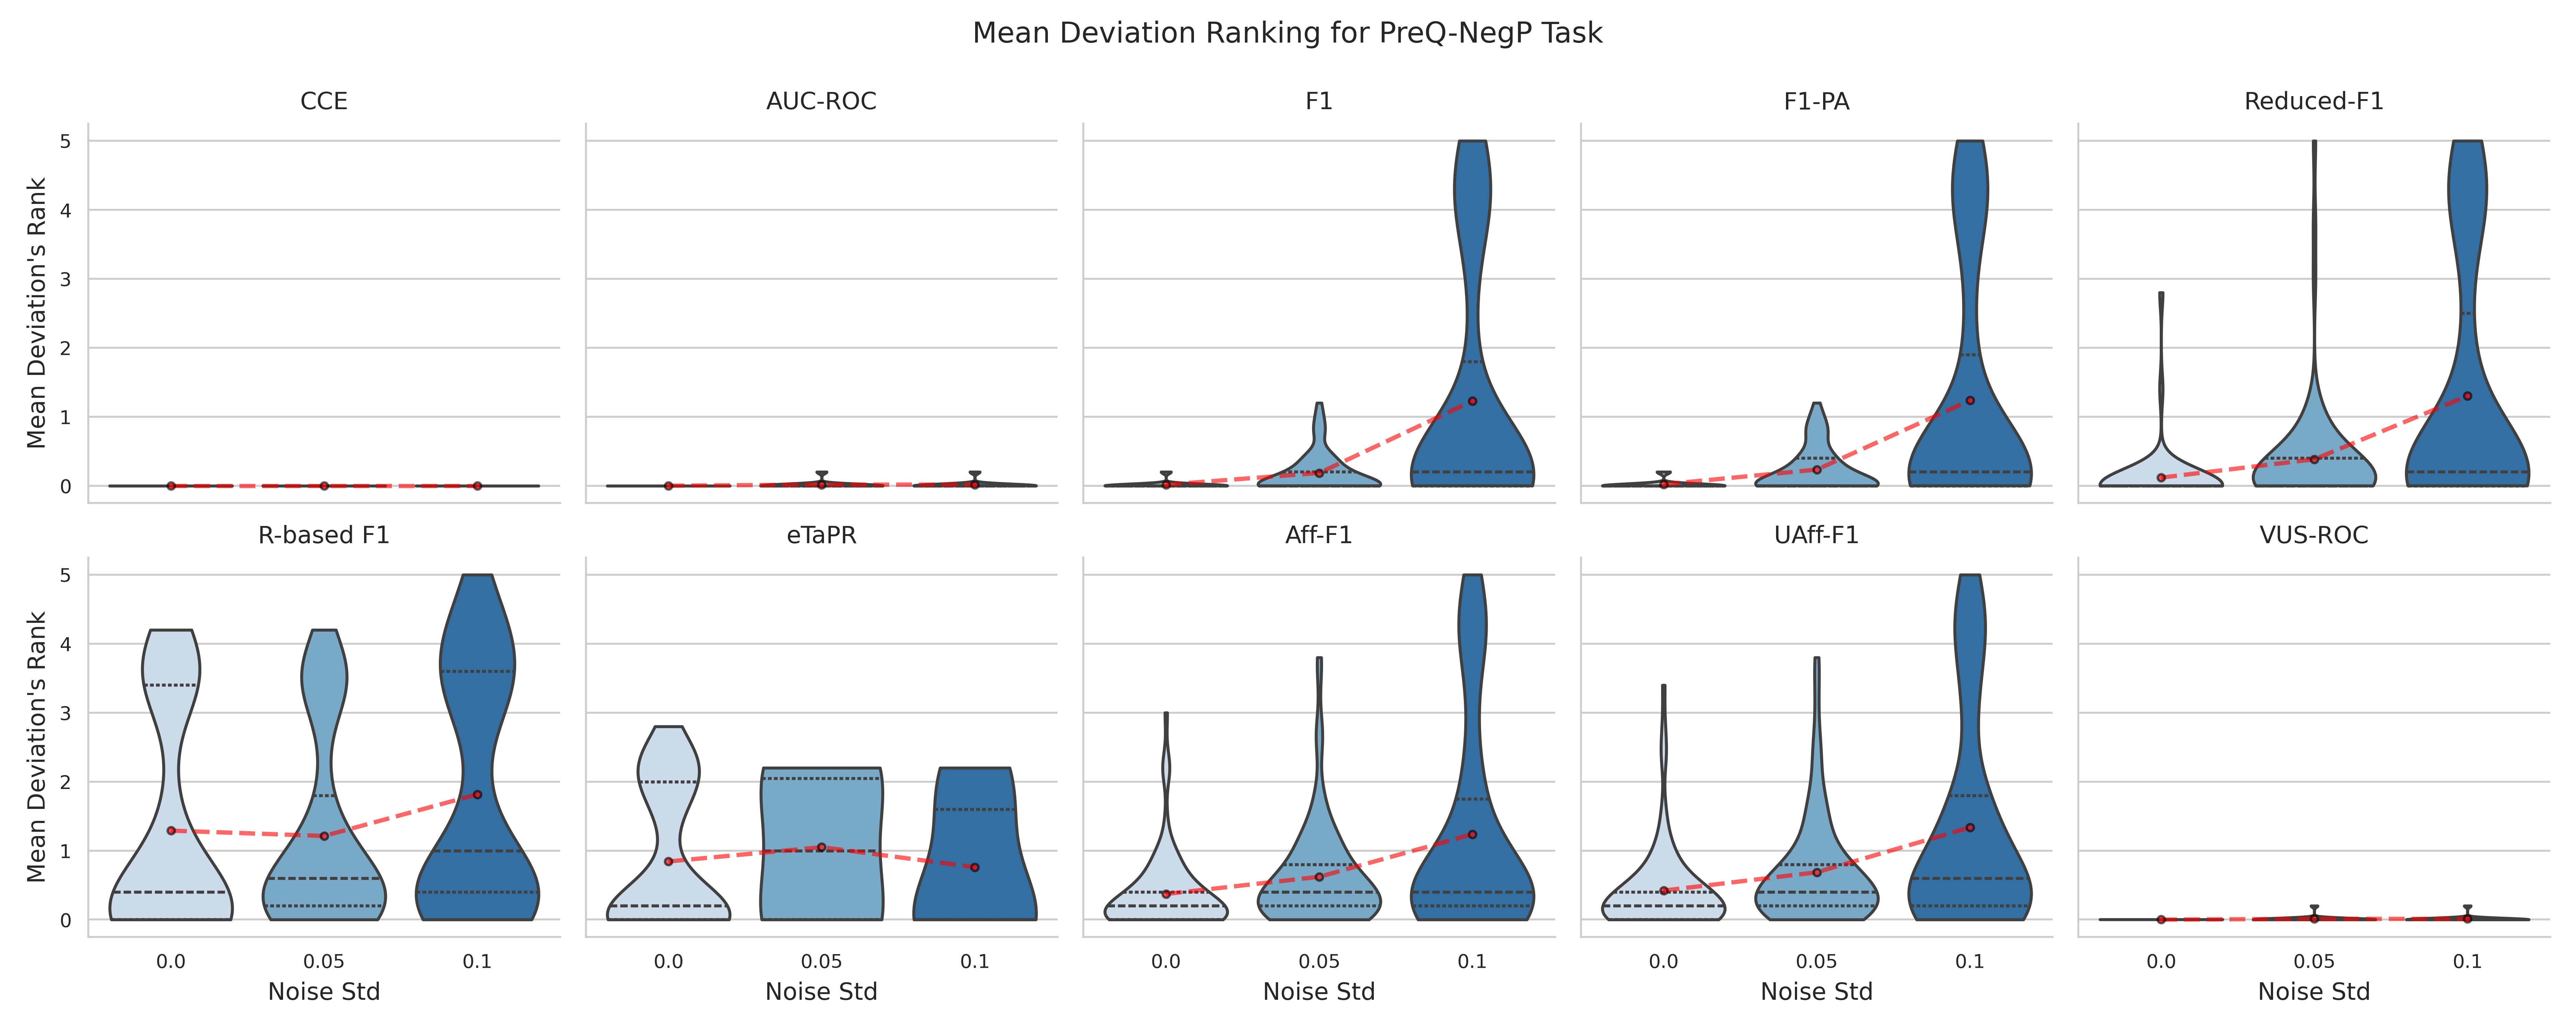 Mean Deviation Ranking for PreQ-NegP Task
CCE
AUC-ROC
F1
F1-PA
Reduced-F1
Mean Deviation's Rank
5
4
3
2
1
0
R-based F1
eTaPR
Aff-F1
UAff-F1
VUS-ROC
Mean Deviation's Rank
5
4
3
2
1
0
0.0 0.05 0.1
0.0 0.05 0.1
0.0 0.05 0.1
0.0 0.05 0.1
0.0 0.05 0.1
Noise Std
Noise Std
Noise Std
Noise Std
Noise Std